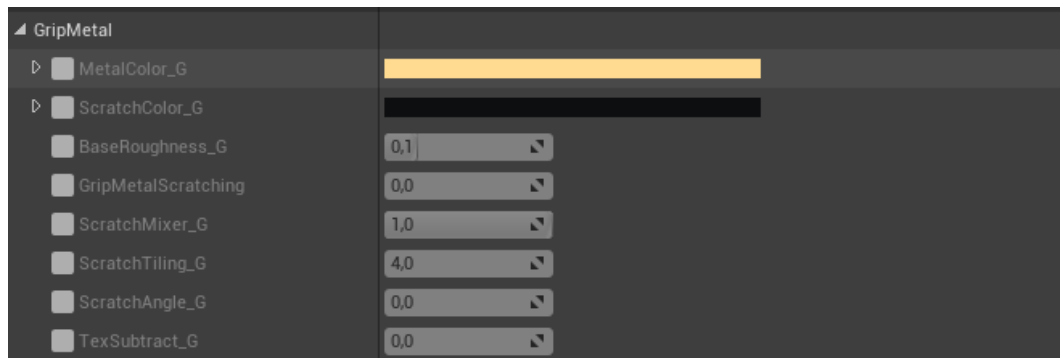 GripMetal
MetalColor_G
ScratchColor_G
BaseRoughness_G 0,1
GripMetalScratching 0,0
ScratchMixer_G 1,0
ScratchTiling_G 4,0
ScratchAngle_G 0,0
TexSubtract_G 0,0